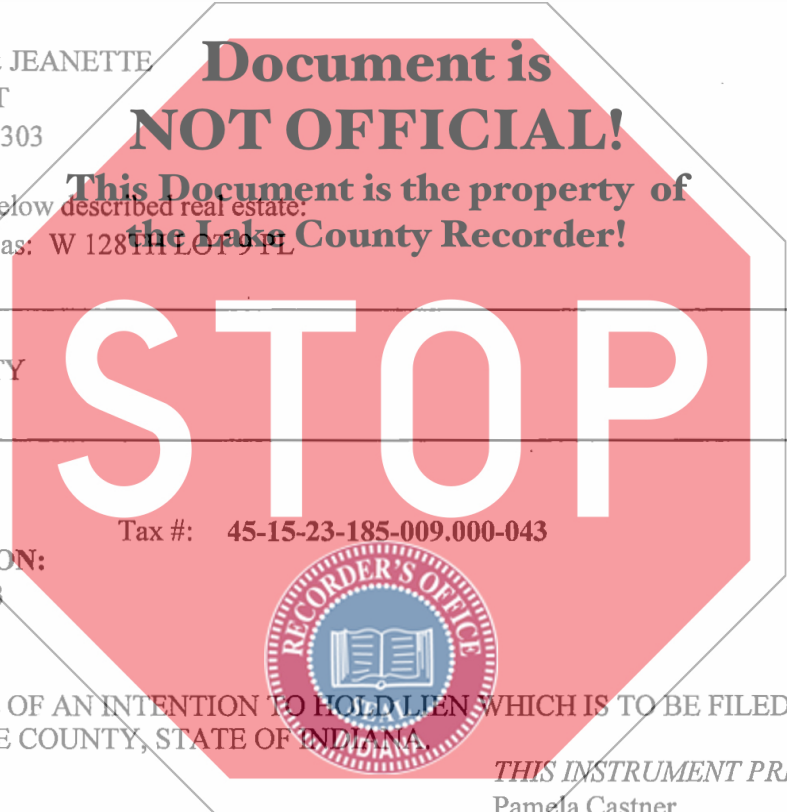 JEANETTE
Document is
T
NOT OFFICIAL!
303
This Document is the property of
elow described real estate:
the Lake County Recorder!
as: W 128TH LOT 9 PL
TY
STOP
Tax #: 45-15-23-185-009.000-043
ON:
RECORDER'S OFFICE
SEAL
INDIANA
OF AN INTENTION TO HOLD LIEN WHICH IS TO BE FILED
E COUNTY, STATE OF INDIANA.
THIS INSTRUMENT PR
Pamela Castner